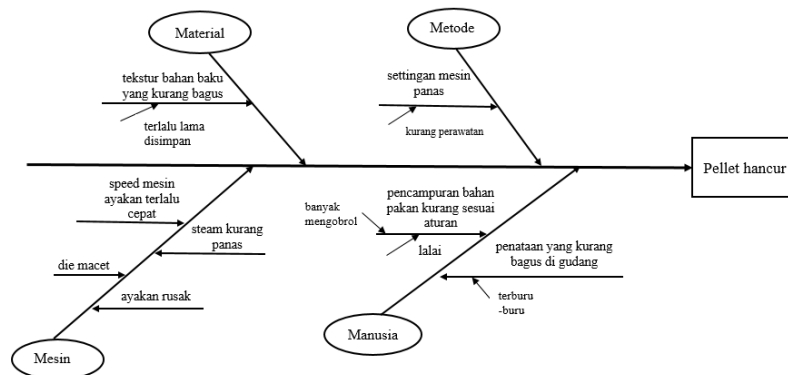 Material
Metode
tekstur bahan baku
yang kurang bagus
terlalu lama
disimpan
settingan mesin
panas
kurang perawatan
Pellet hancur
speed mesin
ayakan terlalu
cepat
steam kurang
panas
die macet
ayakan rusak
Mesin
banyak
mengobrol
pencampuran bahan
pakan kurang sesuai
aturan
lalai
penataan yang kurang
bagus di gudang
terburu
-buru
Manusia